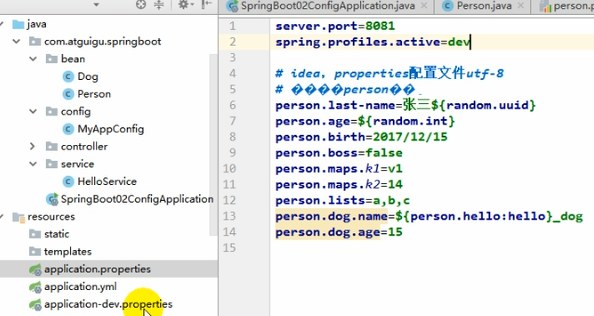 SpringBoot02ConfigApplication.java
Person.java
person.p
java
com.atguigu.springboot
bean
Dog
Person
config
MyAppConfig
controller
service
HelloService
SpringBoot02ConfigApplication
resources
static
templates
application.properties
application.yml
application-dev.properties
1 server.port=8081
2 spring.profiles.active=dev
3
4 # idea, properties配置文件utf-8
5 # ����person��
6 person.last-name=张三${random.uuid}
7 person.age=${random.int}
8 person.birth=2017/12/15
9 person.boss=false
10 person.maps.k1=v1
11 person.maps.k2=14
12 person.lists=a,b,c
13 person.dog.name=${person.hello:hello}_dog
14 person.dog.age=15
15